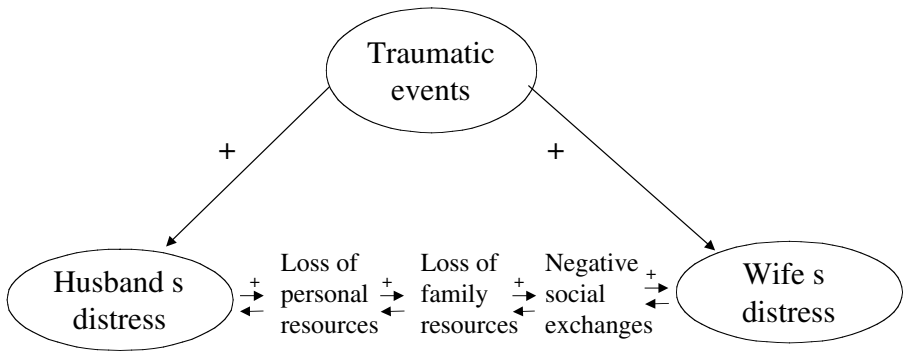 Traumatic
events
+
+
Husband s
distress
+
Loss of
personal
resources
+
Loss of
family
resources
+
Negative
social
exchanges
+
Wife s
distress